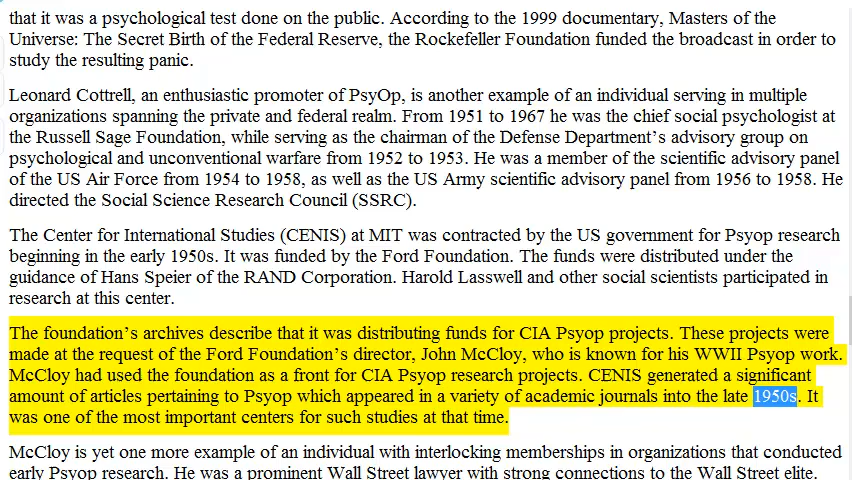 that it was a psychological test done on the public. According to the 1999 documentary, Masters of the
Universe: The Secret Birth of the Federal Reserve, the Rockefeller Foundation funded the broadcast in order to
study the resulting panic.
Leonard Cottrell, an enthusiastic promoter of PsyOp, is another example of an individual serving in multiple
organizations spanning the private and federal realm. From 1951 to 1967 he was the chief social psychologist at
the Russell Sage Foundation, while serving as the chairman of the Defense Department’s advisory group on
psychological and unconventional warfare from 1952 to 1953. He was a member of the scientific advisory panel
of the US Air Force from 1954 to 1958, as well as the US Army scientific advisory panel from 1956 to 1958. He
directed the Social Science Research Council (SSRC).
The Center for International Studies (CENIS) at MIT was contracted by the US government for Psyop research
beginning in the early 1950s. It was funded by the Ford Foundation. The funds were distributed under the
guidance of Hans Speier of the RAND Corporation. Harold Lasswell and other social scientists participated in
research at this center.
The foundation’s archives describe that it was distributing funds for CIA Psyop projects. These projects were
made at the request of the Ford Foundation’s director, John McCloy, who is known for his WWII Psyop work.
McCloy had used the foundation as a front for CIA Psyop research projects. CENIS generated a significant
amount of articles pertaining to Psyop which appeared in a variety of academic journals into the late 1950s. It
was one of the most important centers for such studies at that time.
McCloy is yet one more example of an individual with interlocking memberships in organizations that conducted
early Psyop research. He was a prominent Wall Street lawyer with strong connections to the Wall Street elite.